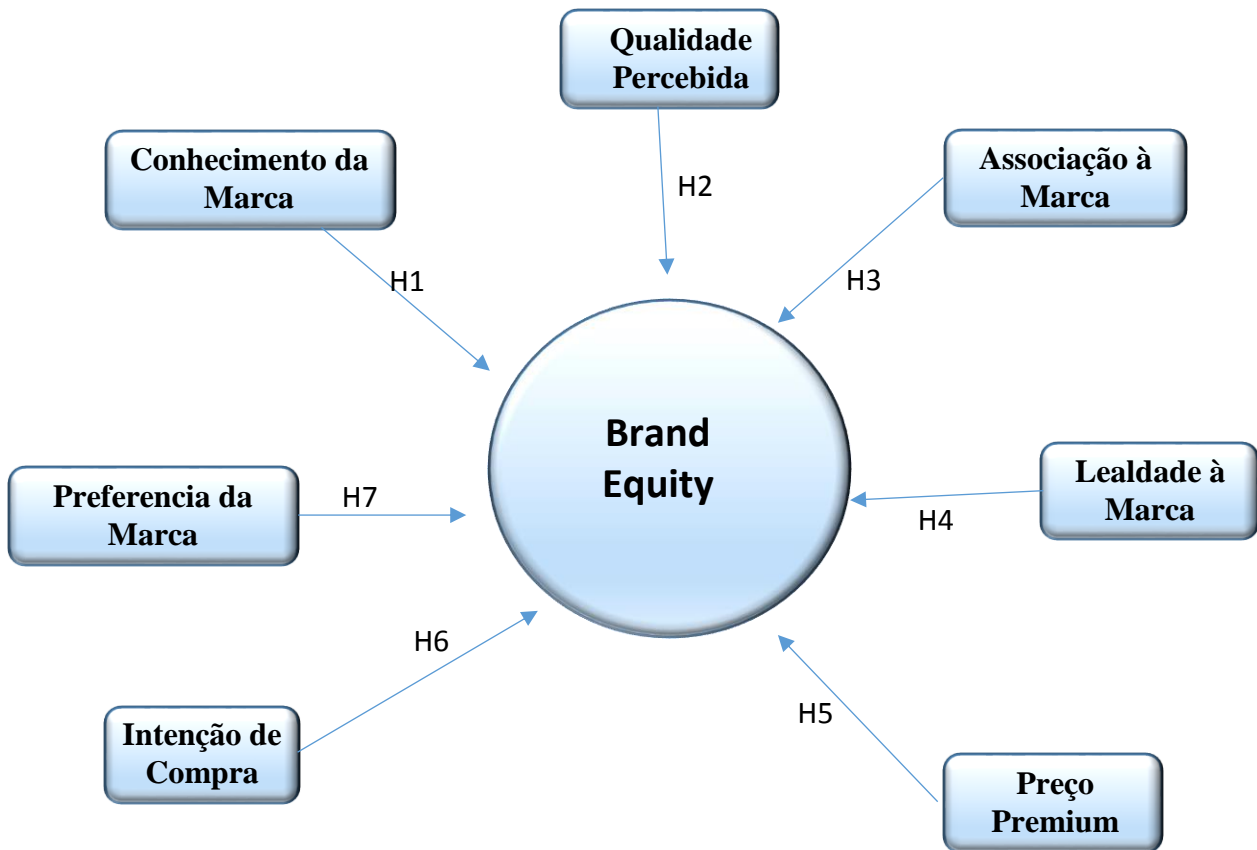 Qualidade
Percebida
Conhecimento da
Marca
Associação à
Marca
H2
H1
H3
Brand
Equity
Preferencia da
Marca
H7
Lealdade à
Marca
H4
H6
Intenção de
Compra
H5
Preço
Premium